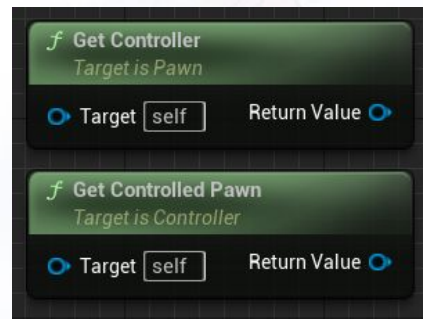 f Get Controller
Target is Pawn
Target self Return Value
f Get Controlled Pawn
Target is Controller
Target self Return Value